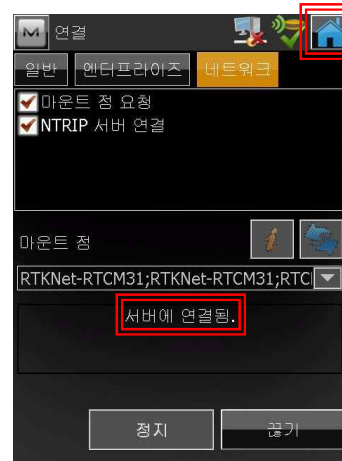 연결
일반 엔터프라이즈 네트워크
마운트 점 요청
NTRIP 서버 연결
마운트 점
RTKNet-RTCM31;RTKNet-RTCM31;RTC
서버에 연결됨.
정지 끊기